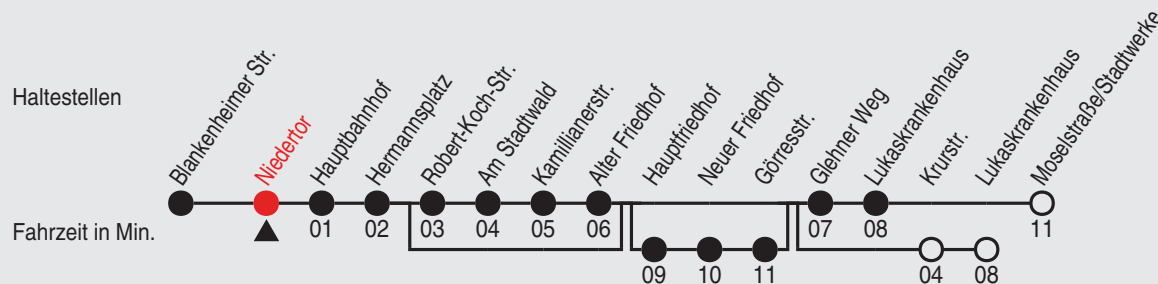 Haltestellen
Blankenheimer Str.
Niedertor
Hauptbahnhof
Hermannsplatz
Robert-Koch-Str.
Am Stadtwald
Kamillianerstr.
Alter Friedhof
Hauptfriedhof
Neuer Friedhof
Görresstr.
Glehner Weg
Lukaskrankenhaus
Krurstr.
Lukaskrankenhaus
Moselstraße/Stadtwerke
Fahrzeit in Min.
01 02 03 04 05 06 07 08 11
09 10 11 04 08